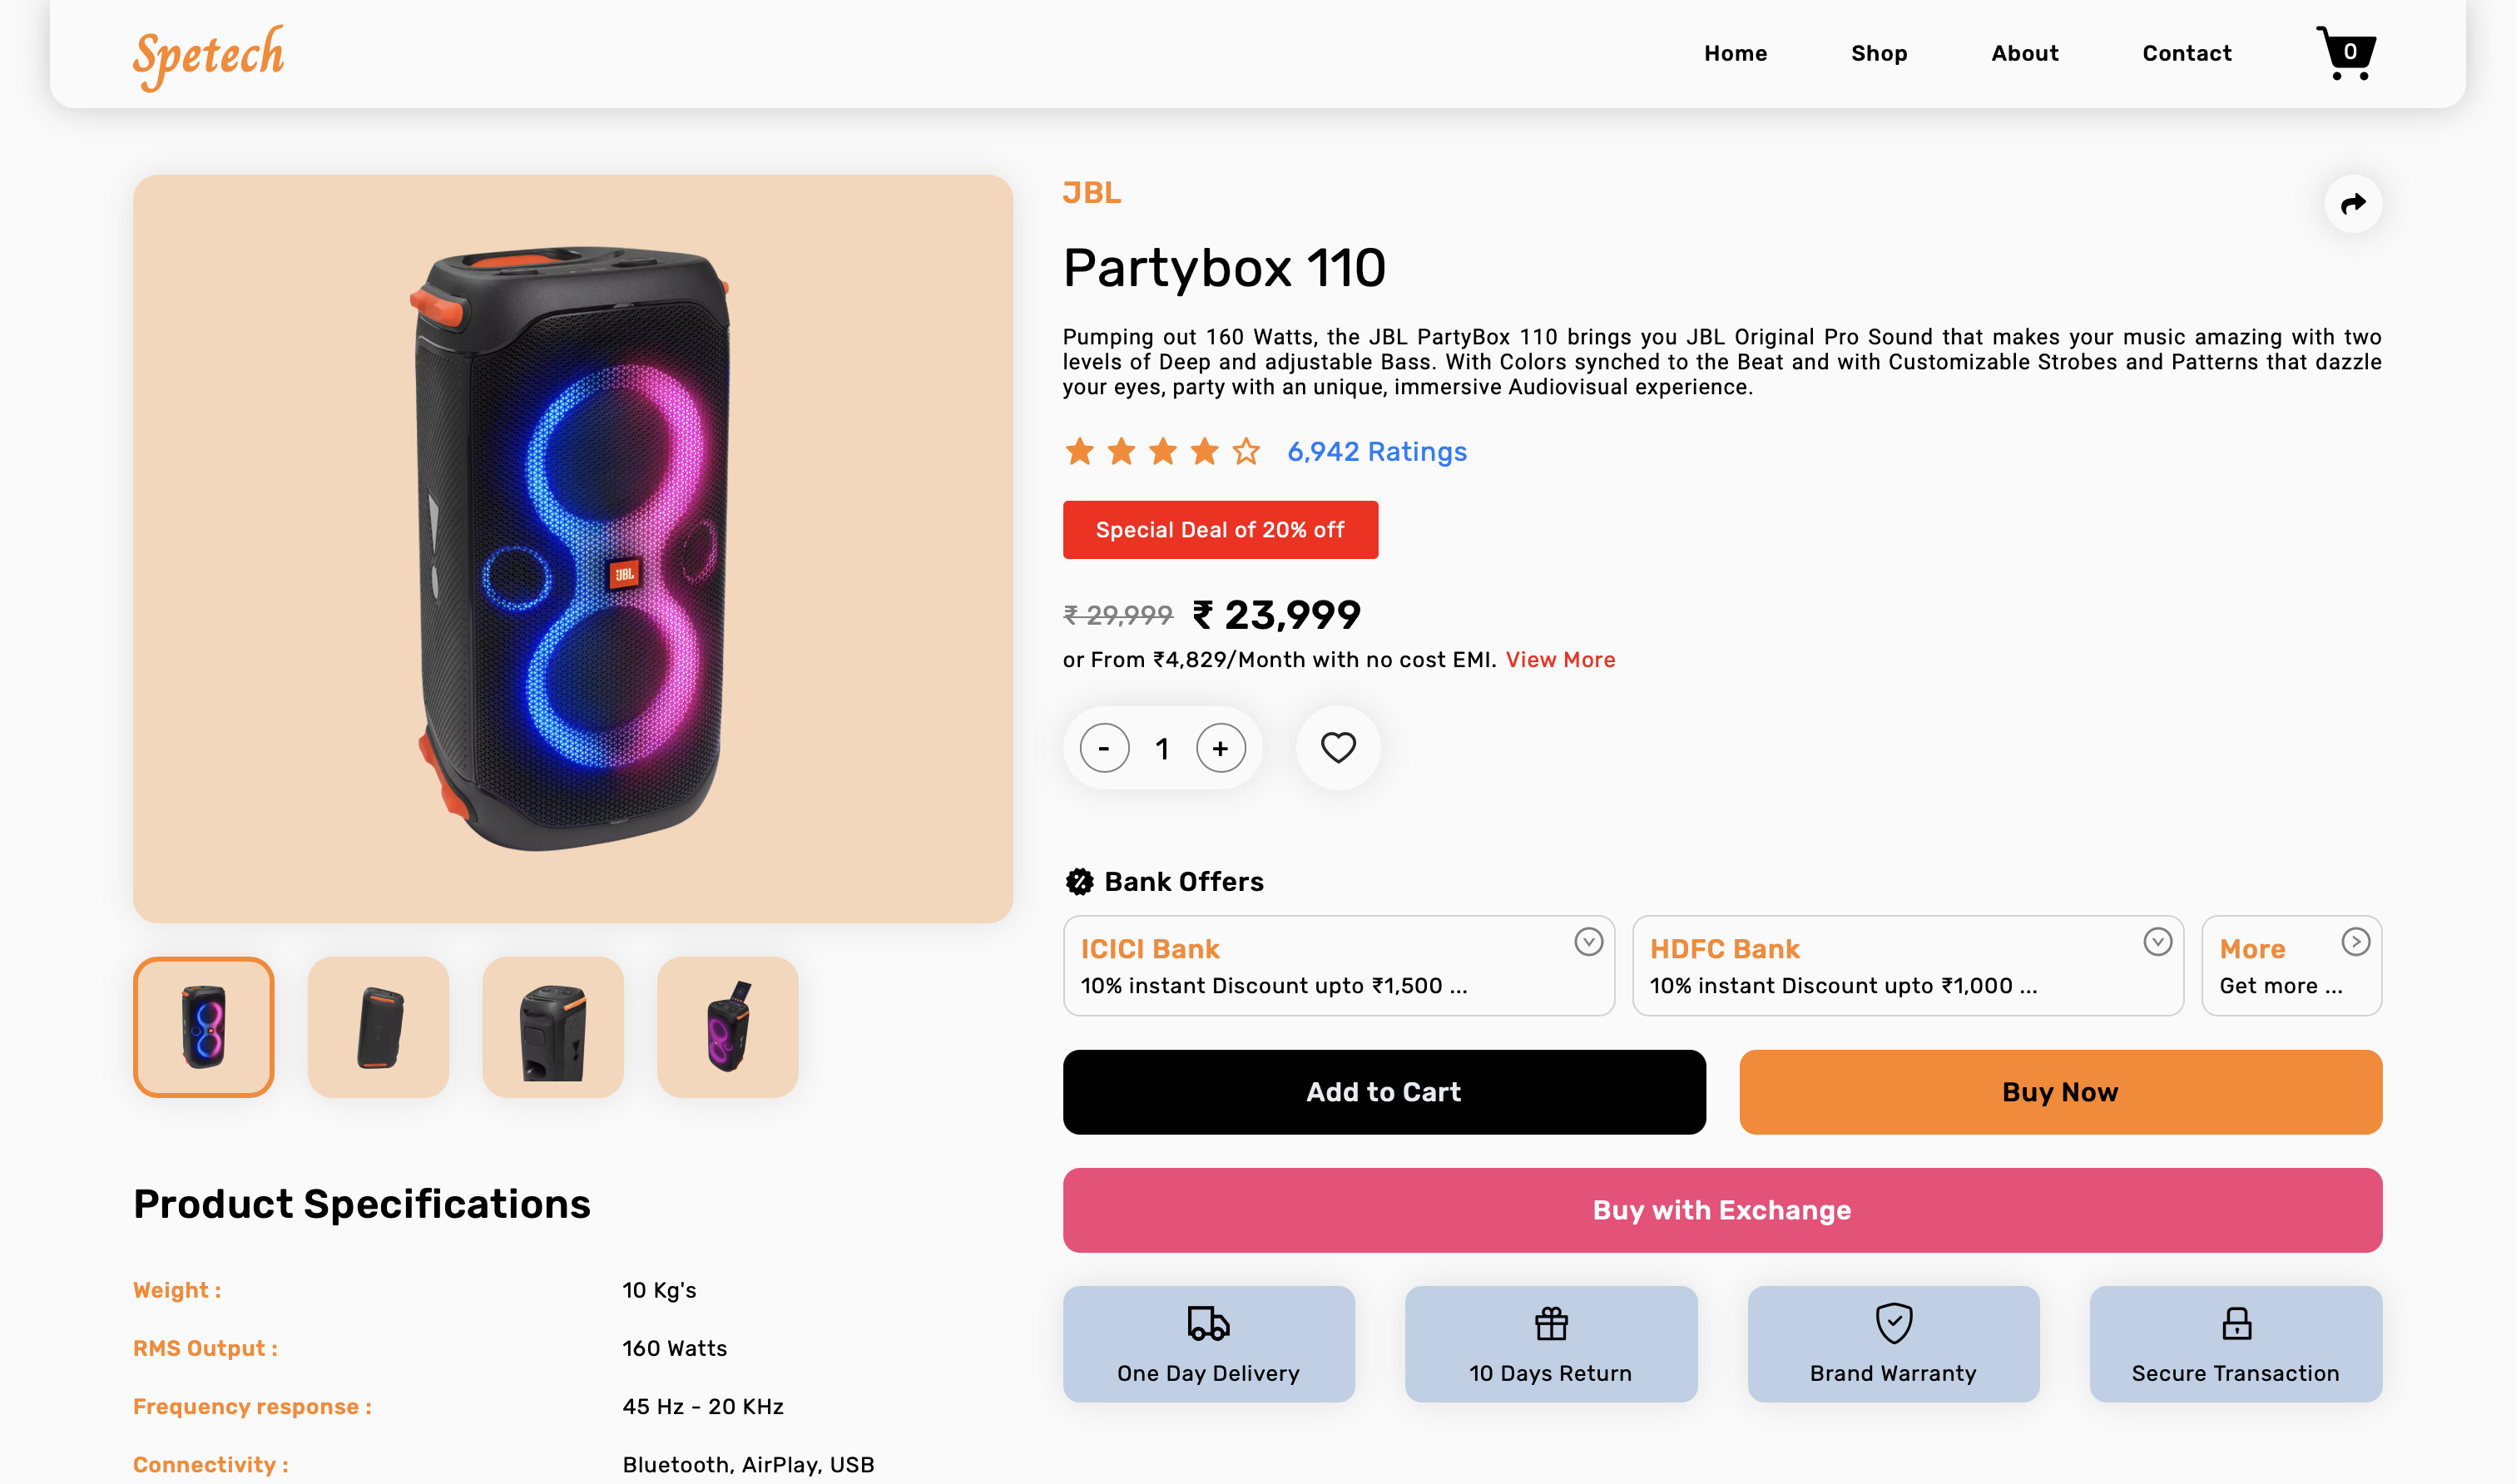 Spetech
Home
Shop
About
Contact
0
JBL
Partybox 110
Pumping out 160 Watts, the JBL PartyBox 110 brings you JBL Original Pro Sound that makes your music amazing with two
levels of Deep and adjustable Bass. With Colors synched to the Beat and with Customizable Strobes and Patterns that dazzle
your eyes, party with an unique, immersive Audiovisual experience.
6,942 Ratings
Special Deal of 20% off
₹ 29,999 ₹ 23,999
or From ₹4,829/Month with no cost EMI. View More
- 1 +
JBL
Bank Offers
ICICI Bank
10% instant Discount upto ₹1,500 ...
HDFC Bank
10% instant Discount upto ₹1,000 ...
More
Get more ...
Add to Cart
Buy Now
Buy with Exchange
One Day Delivery
10 Days Return
Brand Warranty
Secure Transaction
Product Specifications
Weight : 10 Kg's
RMS Output : 160 Watts
Frequency response : 45 Hz - 20 KHz
Connectivity : Bluetooth, AirPlay, USB